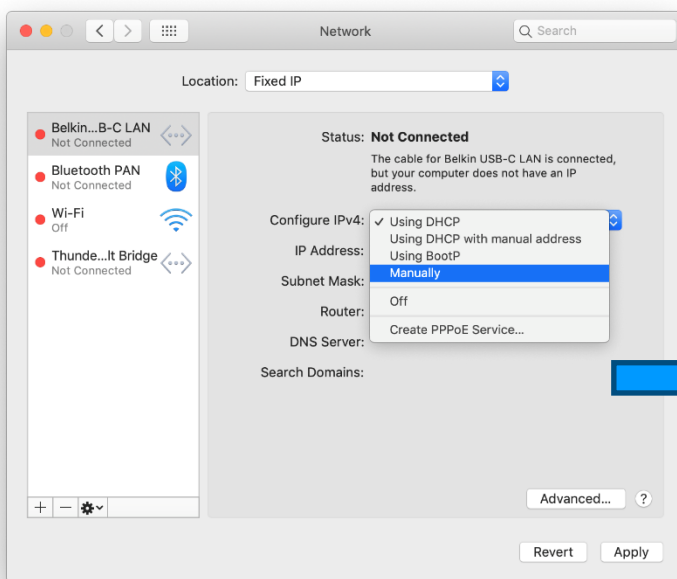 Network
Search
Location: Fixed IP
Belkin...B-C LAN
Not Connected
Bluetooth PAN
Not Connected
Wi-Fi
Off
Thunde...lt Bridge
Not Connected
Status: Not Connected
The cable for Belkin USB-C LAN is connected,
but your computer does not have an IP
address.
Configure IPv4: ✓ Using DHCP
Using DHCP with manual address
Using BootP
Manually
Off
Create PPPoE Service...
IP Address:
Subnet Mask:
Router:
DNS Server:
Search Domains:
Advanced... ?
Revert Apply